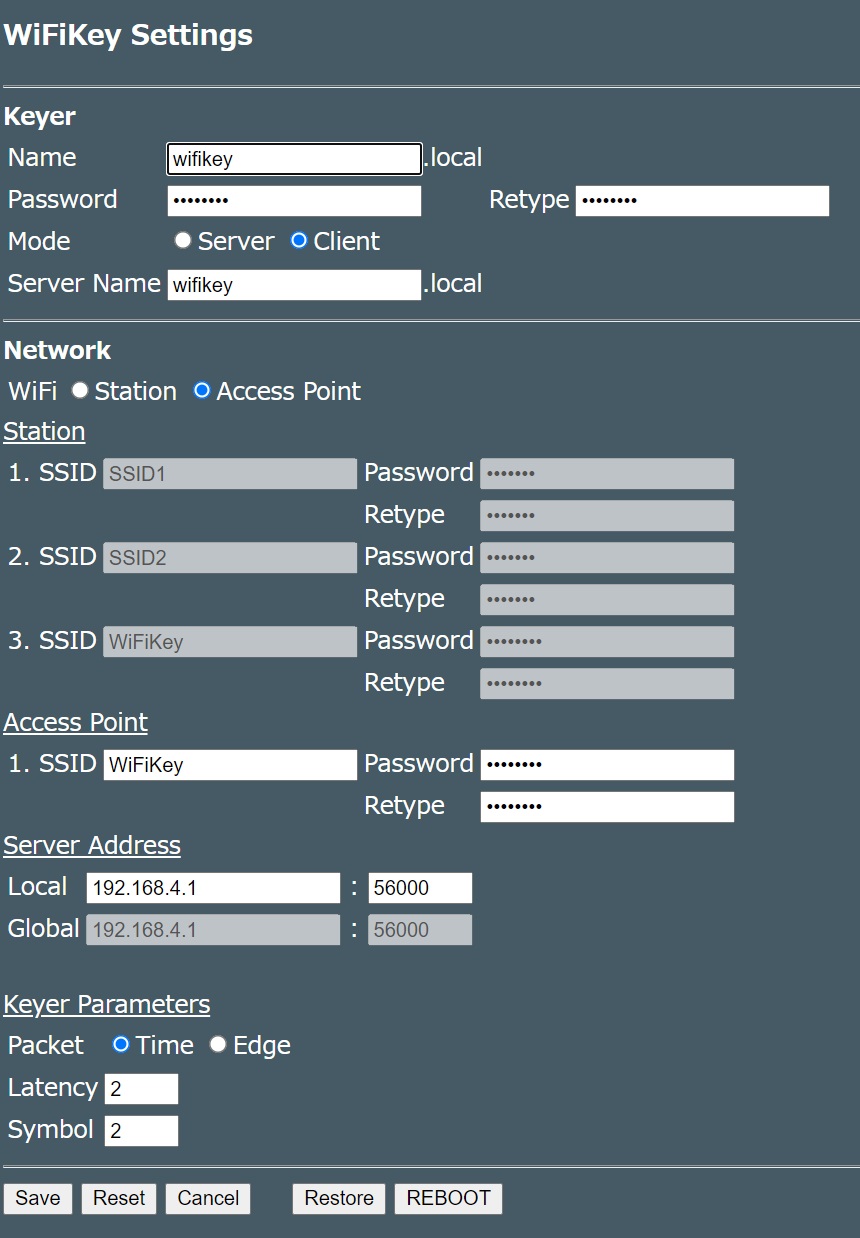 WiFiKey Settings
Keyer
Name wifikey .local
Password •••••••• Retype ••••••••
Mode Server Client
Server Name wifikey .local
Network
WiFi Station Access Point
Station
1. SSID SSID1 Password •••••••
Retype •••••••
2. SSID SSID2 Password •••••••
Retype •••••••
3. SSID WiFiKey Password ••••••••
Retype ••••••••
Access Point
1. SSID WiFiKey Password ••••••••
Retype ••••••••
Server Address
Local 192.168.4.1 : 56000
Global 192.168.4.1 : 56000
Keyer Parameters
Packet Time Edge
Latency 2
Symbol 2
Save Reset Cancel Restore REBOOT